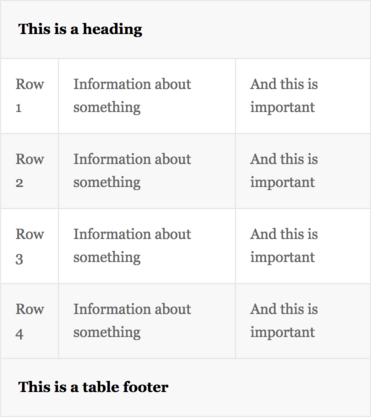 This is a heading
Row Information about And this is
1 something important
Row Information about And this is
2 something important
Row Information about And this is
3 something important
Row Information about And this is
4 something important
This is a table footer